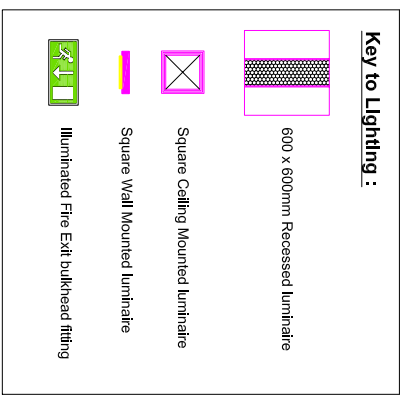 Key to Lighting :
600 x 600mm Recessed luminaire
Square Ceiling Mounted luminaire
Square Wall Mounted luminaire
Illuminated Fire Exit bulkhead fitting